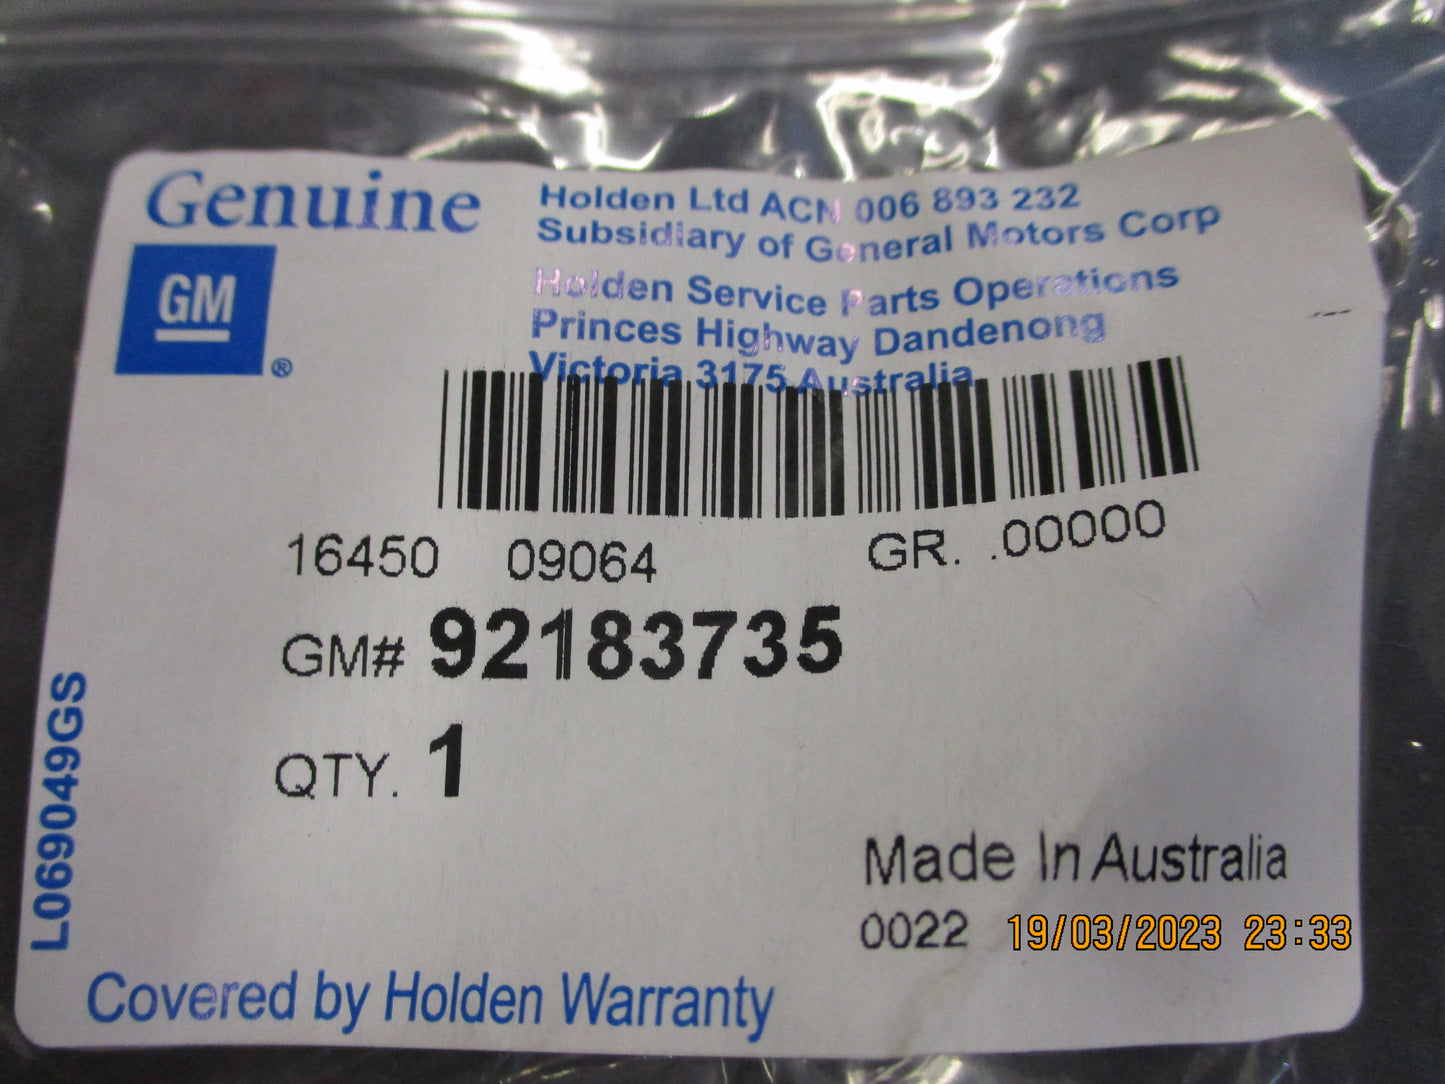 Genuine
GM
®
Holden Ltd ACN 006 893 232
Subsidiary of General Motors Corp
Holden Service Parts Operations
Princes Highway Dandenong
Victoria 3175 Australia
16450 09064 GR. .00000
GM# 92183735
QTY. 1
L069049GS
Made In Australia
0022
19/03/2023 23:33
Covered by Holden Warranty